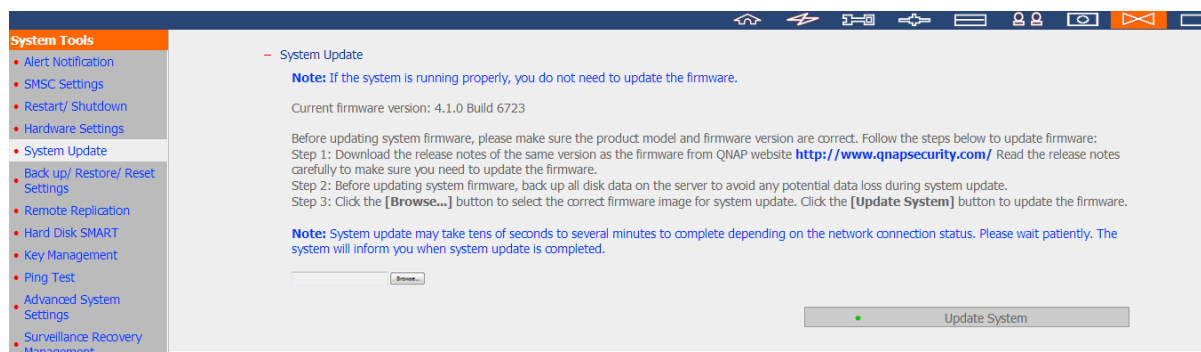 System Tools
Alert Notification
SMSC Settings
Restart/ Shutdown
Hardware Settings
System Update
Back up/ Restore/ Reset
Settings
Remote Replication
Hard Disk SMART
Key Management
Ping Test
Advanced System
Settings
Surveillance Recovery
Management
− System Update
Note: If the system is running properly, you do not need to update the firmware.
Current firmware version: 4.1.0 Build 6723
Before updating system firmware, please make sure the product model and firmware version are correct. Follow the steps below to update firmware:
Step 1: Download the release notes of the same version as the firmware from QNAP website http://www.qnapsecurity.com/ Read the release notes
carefully to make sure you need to update the firmware.
Step 2: Before updating system firmware, back up all disk data on the server to avoid any potential data loss during system update.
Step 3: Click the [Browse...] button to select the correct firmware image for system update. Click the [Update System] button to update the firmware.
Note: System update may take tens of seconds to several minutes to complete depending on the network connection status. Please wait patiently. The
system will inform you when system update is completed.
Browse...
Update System